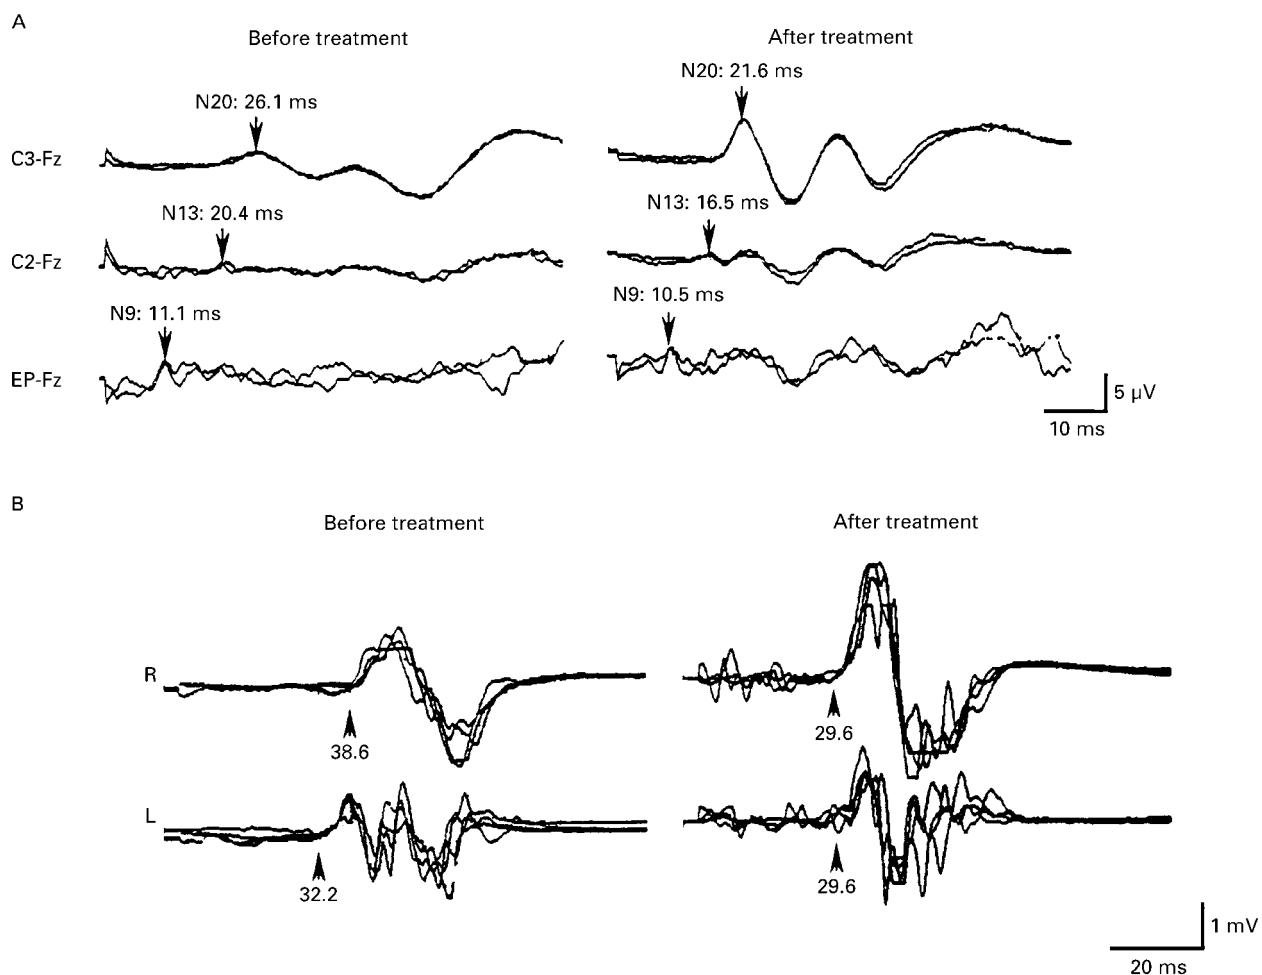 A
Before treatment
After treatment
N20: 26.1 ms
N20: 21.6 ms
C3-Fz
N13: 20.4 ms
N13: 16.5 ms
C2-Fz
N9: 11.1 ms
N9: 10.5 ms
EP-Fz
5 μV
10 ms
B
Before treatment
After treatment
R
38.6
29.6
L
32.2
29.6
1 mV
20 ms